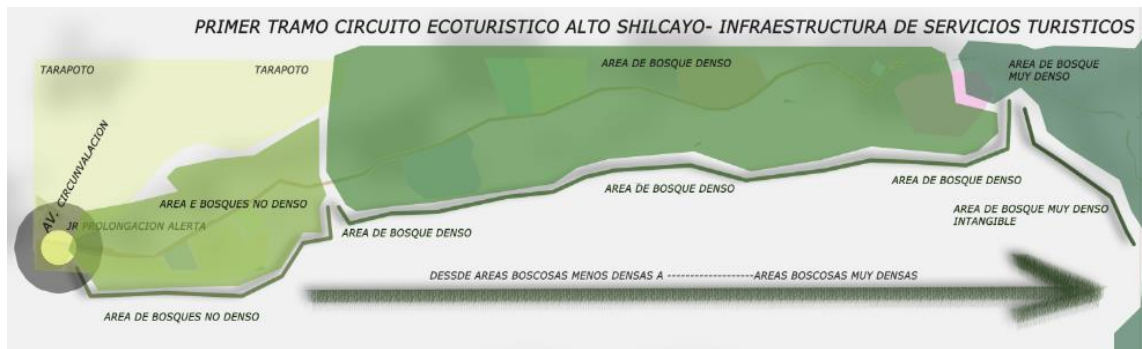 PRIMER TRAMO CIRCUITO ECOTURISTICO ALTO SHILCAYO- INFRAESTRUCTURA DE SERVICIOS TURISTICOS
TARAPOTO
TARAPOTO
AREA DE BOSQUE DENSO
AREA DE BOSQUE
MUY DENSO
AV. CIRCUNVALACION
AREA E BOSQUES NO DENSO
JR PROLONGACION ALERTA
AREA DE BOSQUE DENSO
AREA DE BOSQUE DENSO
AREA DE BOSQUE DENSO
AREA DE BOSQUE MUY DENSO
INTANGIBLE
DESSDE AREAS BOSCOSAS MENOS DENSAS A -------------------AREAS BOSCOSAS MUY DENSAS
AREA DE BOSQUES NO DENSO